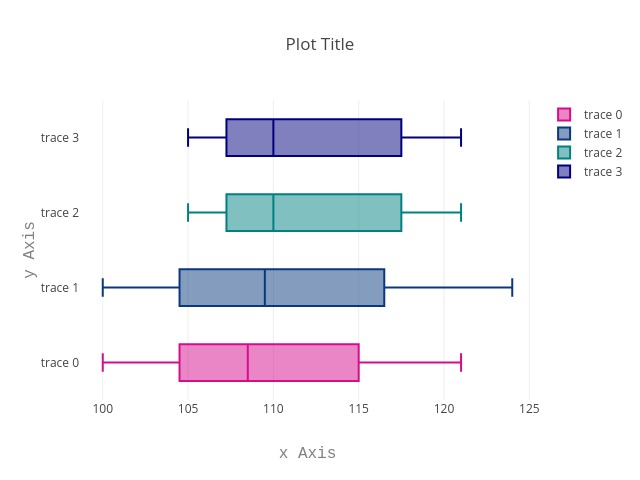 Plot Title
trace 3
trace 2
trace 1
trace 0
y Axis
100
105
110
115
120
125
x Axis
trace 0
trace 1
trace 2
trace 3